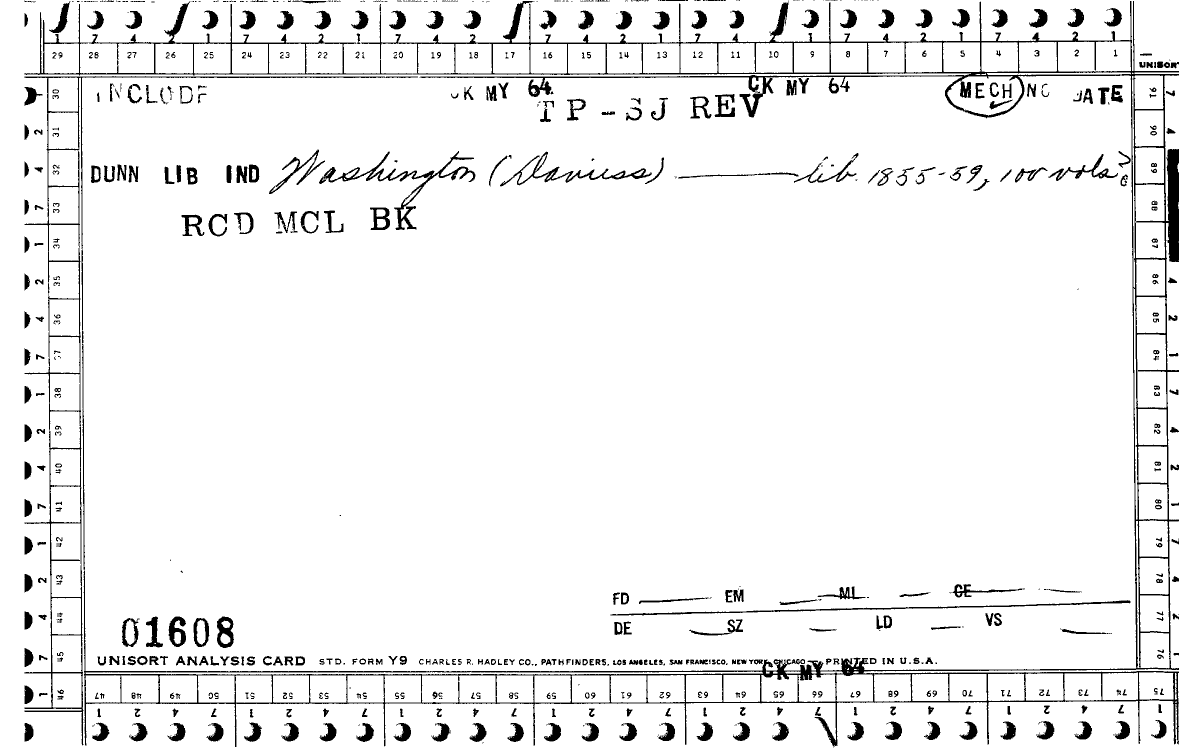 7 4 2 1 7 4 2 1 7 4 2 1 7 4 2 1 7 4 2 1 7 4 2 1 7 4 2 1
29 28 27 26 25 24 23 22 21 20 19 18 17 16 15 14 13 12 11 10 9 8 7 6 5 4 3 2 1
UNISORT
CK MY 64 CK MY 64 MECH DATE
TP-SJ REV
DUNN LIB IND Washington (Daviess) lib. 1855-59, 100 vols
RCD MCL BK
30 31 32 33 34 35 36 37 38 39 40 41 42 43 44 45 46
91 90 89 88 87 86 85 84 83 82 81 80 79 78 77 76 75
FD EM ML CE
DE SZ LD VS
01608
UNISORT ANALYSIS CARD STD. FORM Y9 CHARLES R. HADLEY CO., PATHFINDERS, LOS ANGELES, SAN FRANCISCO, NEW YORK, CHICAGO PRINTED IN U.S.A.
CK MY 64
47 48 49 50 51 52 53 54 55 56 57 58 59 60 61 62 63 64 65 66 67 68 69 70 71 72 73 74
1 2 4 7 1 2 4 7 1 2 4 7 1 2 4 7 1 2 4 7 1 2 4 7 1 2 4 7 1